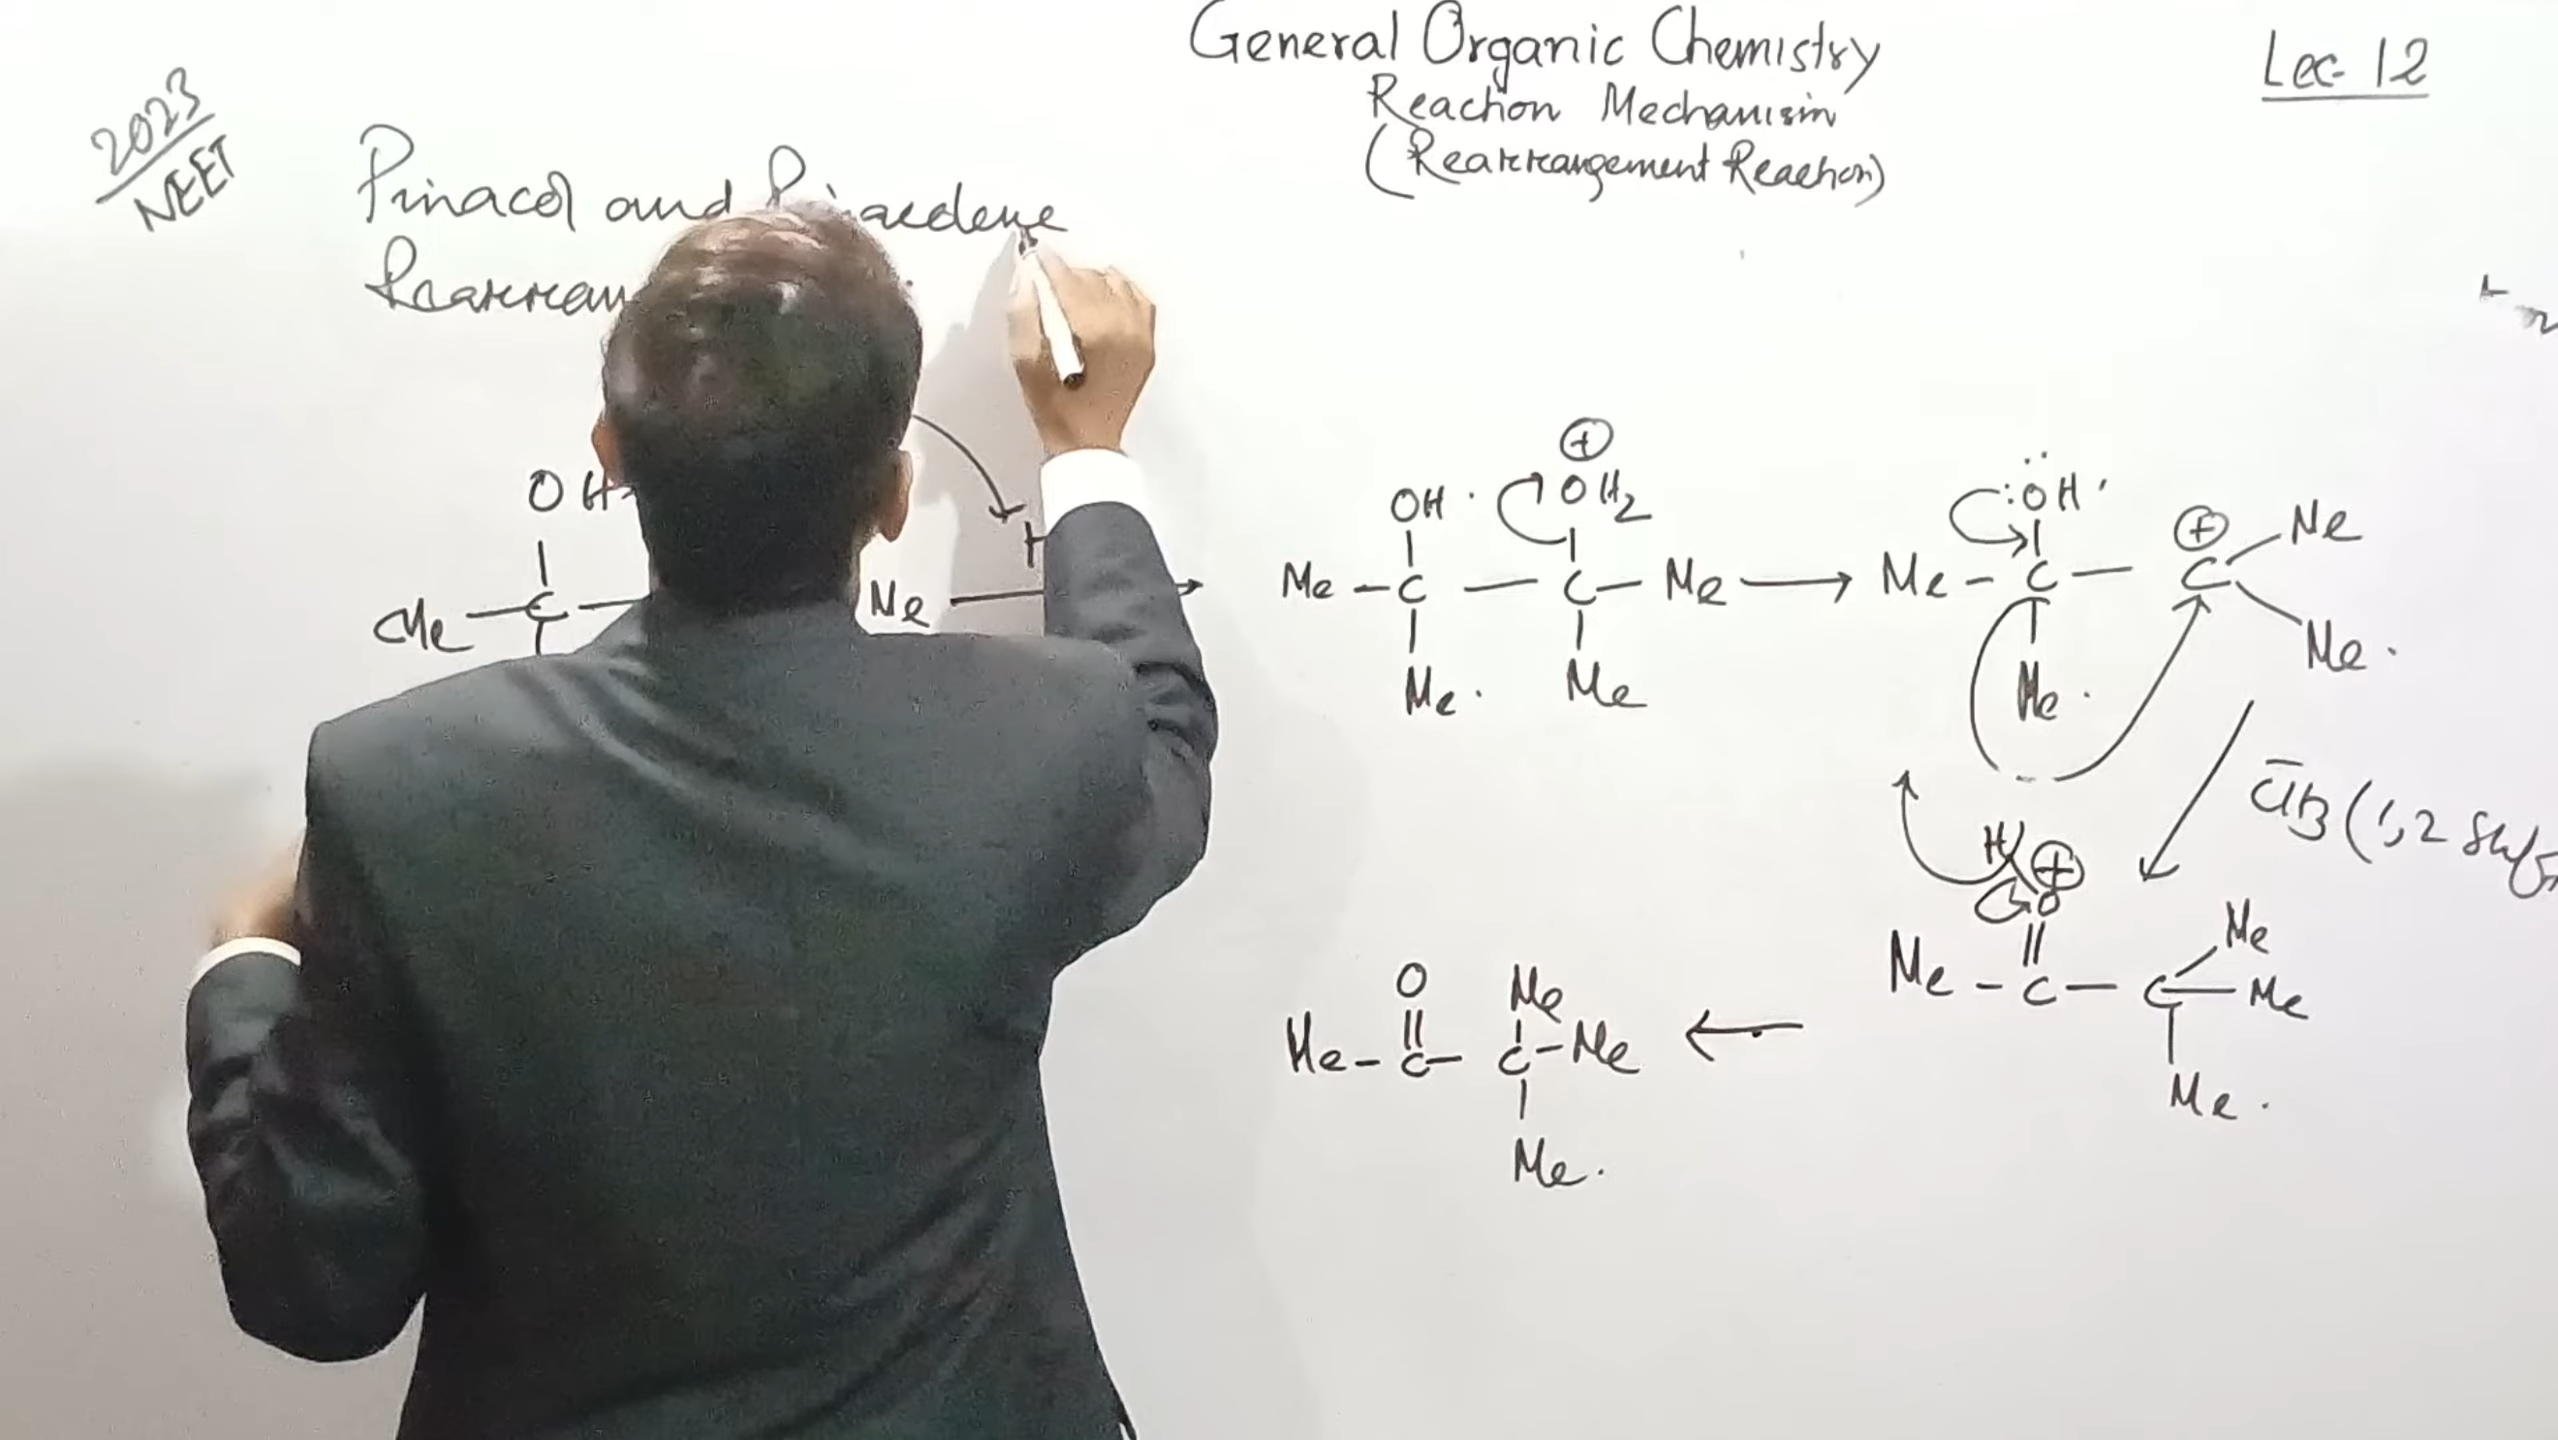 General Organic Chemistry
Reaction Mechanism
(Rearrangement Reaction)
Lec- 12
2023
NEET
Pinacol and
OH
Me — C — Me
OH ⊕OH2
Me — C — C — Me
Me Me
:OH ⊕ Me
Me — C — C
Me Me
(1,2 Shift
H ⊕ Me
O
Me — C — C — Me
Me
O Me
Me — C — C — Me
Me